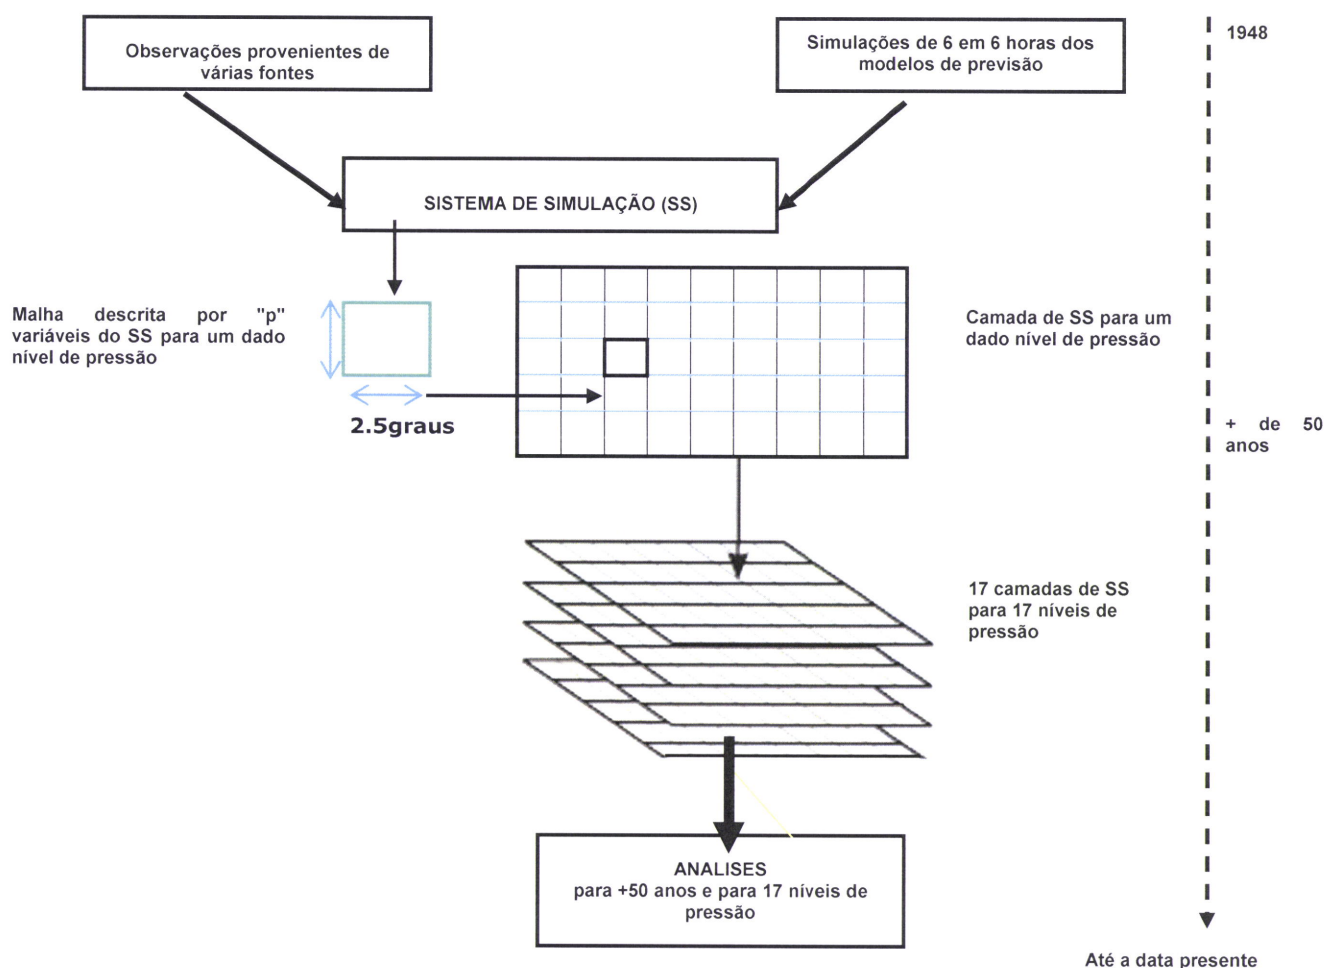 Observações provenientes de
várias fontes
Simulações de 6 em 6 horas dos
modelos de previsão
1948
SISTEMA DE SIMULAÇÃO (SS)
Malha descrita por "p"
variáveis do SS para um dado
nível de pressão
2.5graus
Camada de SS para um
dado nível de pressão
+ de 50
anos
17 camadas de SS
para 17 níveis de
pressão
ANALISES
para +50 anos e para 17 níveis de
pressão
Até a data presente